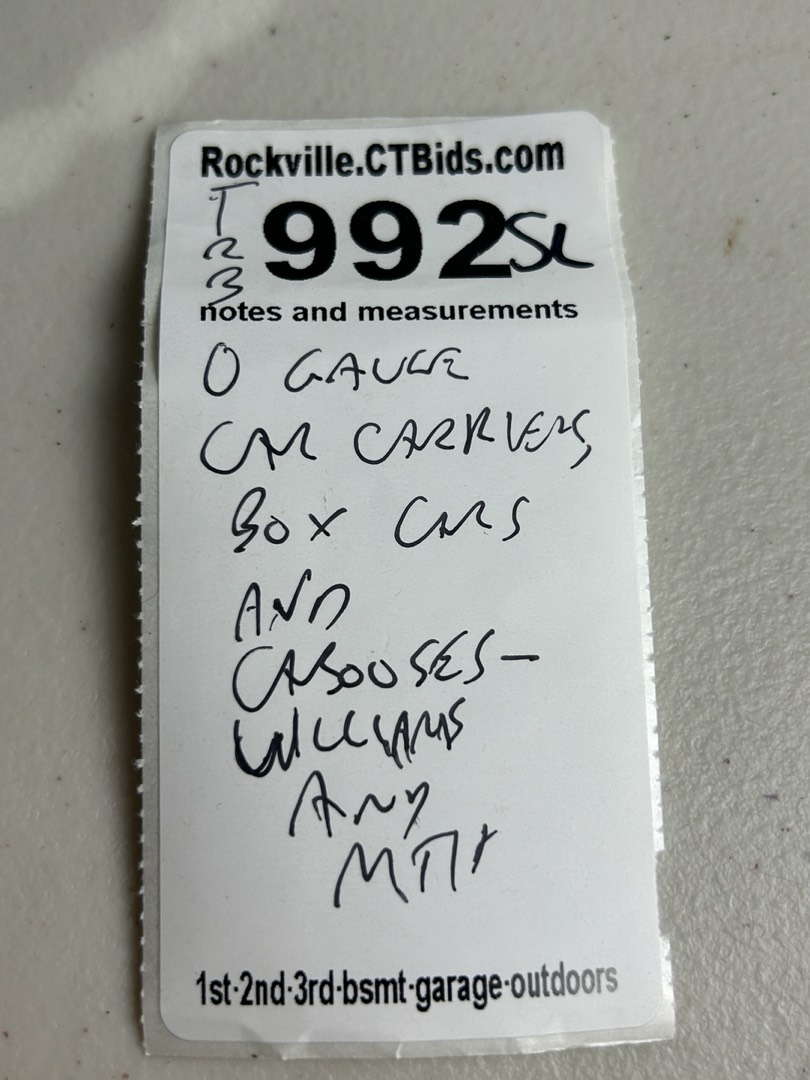 Rockville.CTBids.com
T
R
B
992 SL
notes and measurements
O GAUGE
CAR CARRIERS
BOX CARS
AND
CABOOSES-
WILLIAMS
AND
MTH
1st·2nd·3rd·bsmt·garage·outdoors